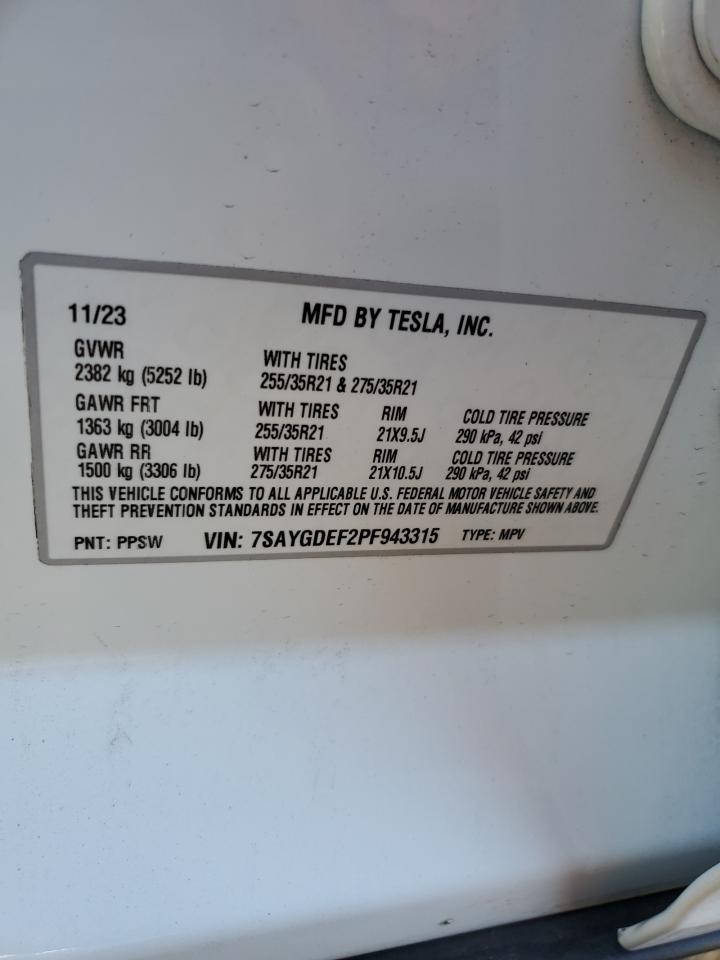 11/23 MFD BY TESLA, INC.
GVWR WITH TIRES
2382 kg (5252 lb) 255/35R21 & 275/35R21
GAWR FRT WITH TIRES RIM COLD TIRE PRESSURE
1363 kg (3004 lb) 255/35R21 21X9.5J 290 kPa, 42 psi
GAWR RR WITH TIRES RIM COLD TIRE PRESSURE
1500 kg (3306 lb) 275/35R21 21X10.5J 290 kPa, 42 psi
THIS VEHICLE CONFORMS TO ALL APPLICABLE U.S. FEDERAL MOTOR VEHICLE SAFETY AND
THEFT PREVENTION STANDARDS IN EFFECT ON THE DATE OF MANUFACTURE SHOWN ABOVE.
PNT: PPSW VIN: 7SAYGDEF2PF943315 TYPE: MPV